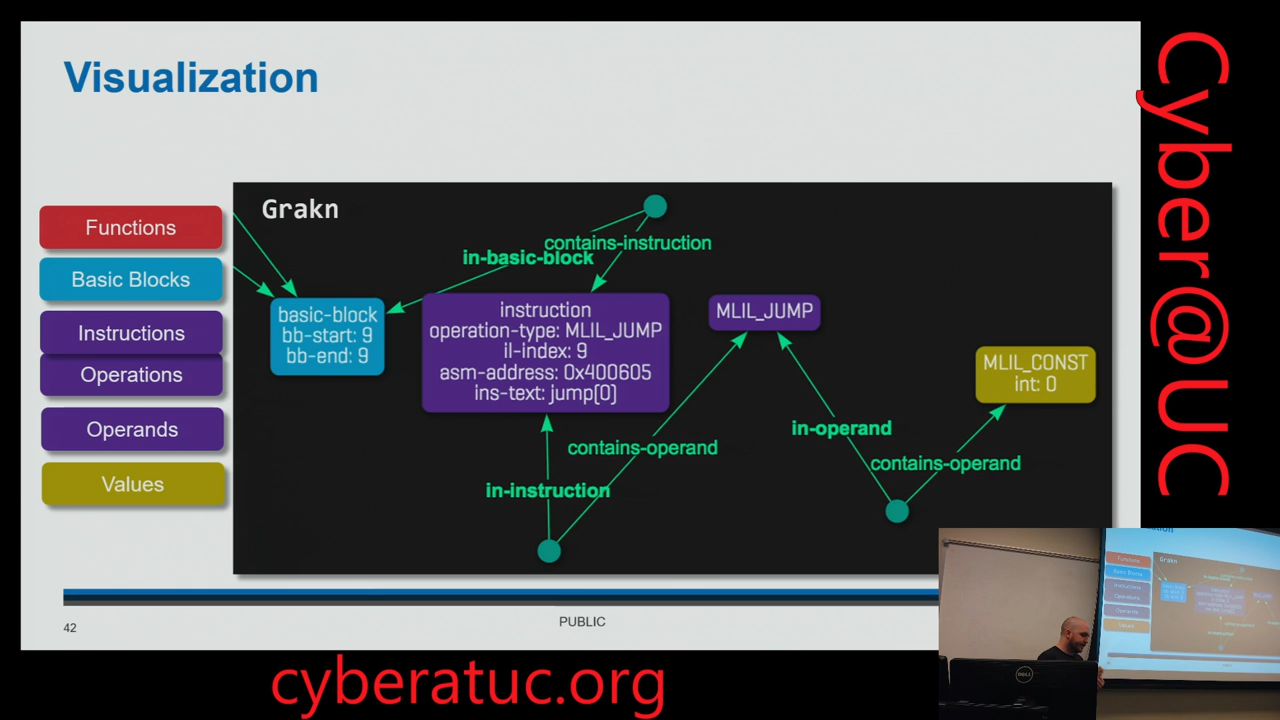 Visualization
Functions
Basic Blocks
Instructions
Operations
Operands
Values
Grakn
contains-instruction
in-basic-block
basic-block
bb-start: 9
bb-end: 9
instruction
operation-type: MLIL_JUMP
il-index: 9
asm-address: 0x400605
ins-text: jump(0)
MLIL_JUMP
MLIL_CONST
int: 0
in-operand
contains-operand
contains-operand
in-instruction
42
PUBLIC
Cyber@UC
cyberatuc.org
DELL
Grakn